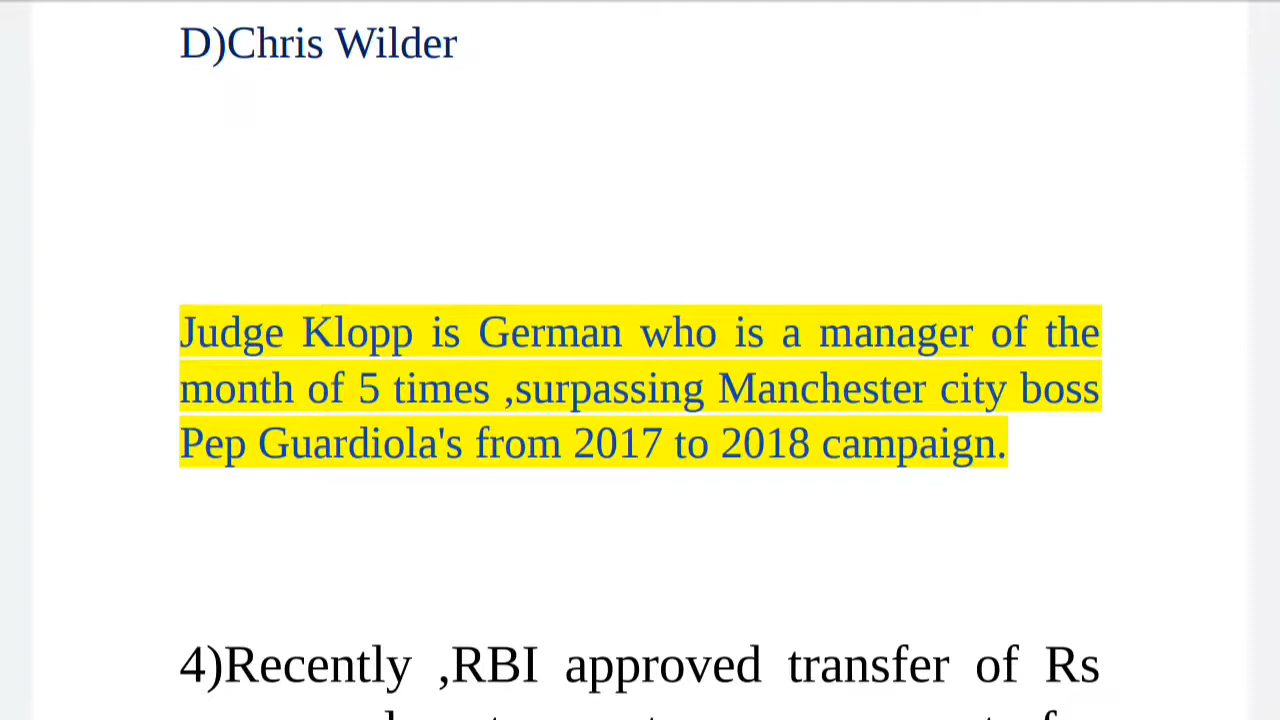 D)Chris Wilder
Judge Klopp is German who is a manager of the
month of 5 times ,surpassing Manchester city boss
Pep Guardiola's from 2017 to 2018 campaign.
4)Recently ,RBI approved transfer of Rs